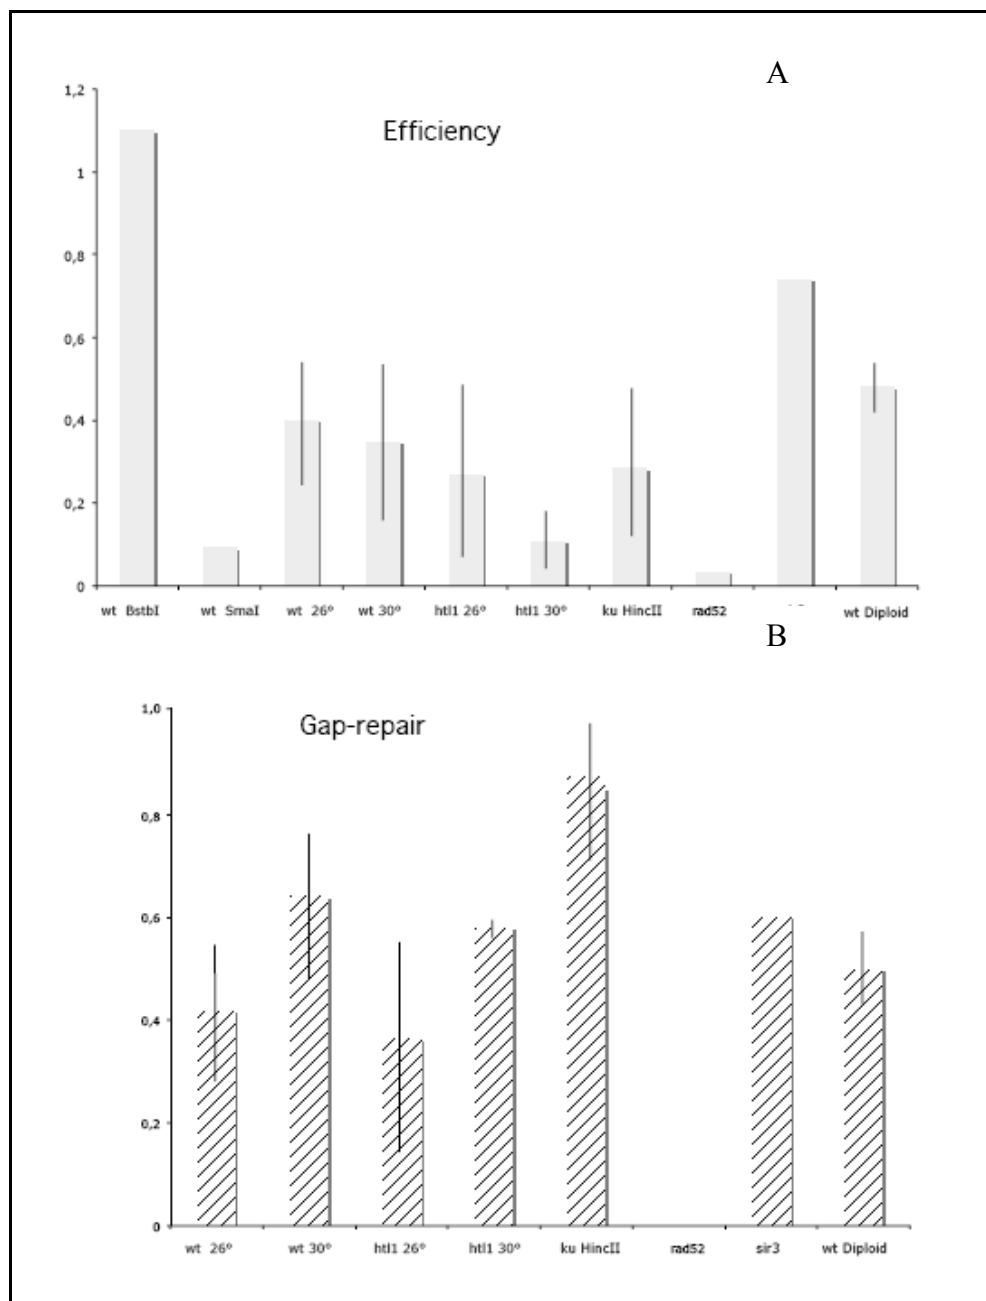 A
Efficiency
1,2
1
0,8
0,6
0,4
0,2
0
wt BstbI wt SmaI wt 26° wt 30° htl1 26° htl1 30° ku HincII rad52 wt Diploid
B
Gap-repair
1,0
0,8
0,6
0,4
0,2
0
wt 26° wt 30° htl1 26° htl1 30° ku HincII rad52 sir3 wt Diploid